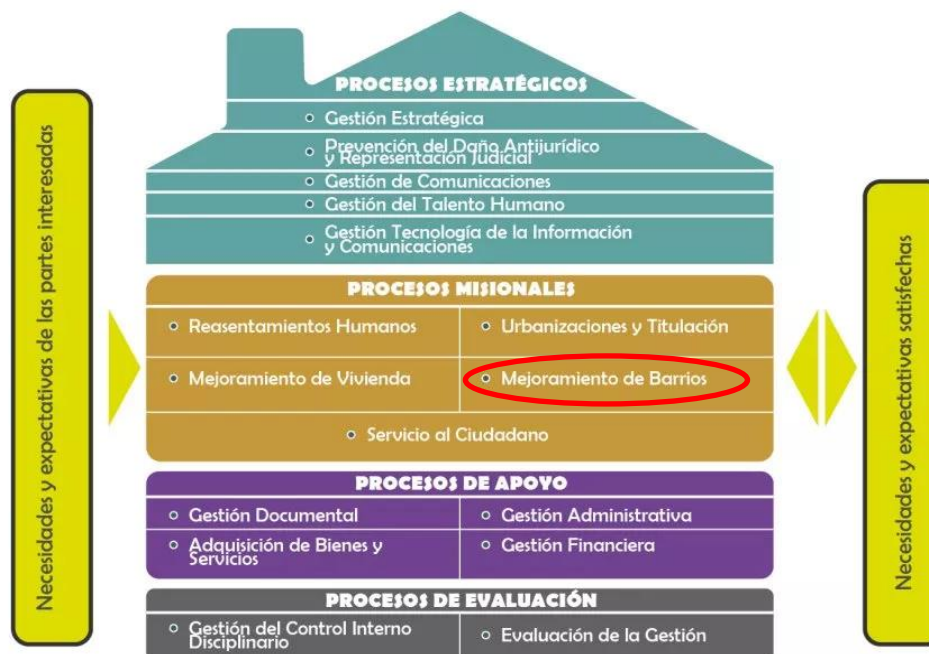 Necesidades y expectativas de las partes interesadas
PROCESOS ESTRATÉGICOS
Gestión Estratégica
Prevención del Daño Antijurídico
y Representación Judicial
Gestión de Comunicaciones
Gestión del Talento Humano
Gestión Tecnología de la Información
y Comunicaciones
PROCESOS MISIONALES
Reasentamientos Humanos
Urbanizaciones y Titulación
Mejoramiento de Vivienda
Mejoramiento de Barrios
Servicio al Ciudadano
PROCESOS DE APOYO
Gestión Documental
Gestión Administrativa
Adquisición de Bienes y
Servicios
Gestión Financiera
PROCESOS DE EVALUACIÓN
Gestión del Control Interno
Disciplinario
Evaluación de la Gestión
Necesidades y expectativas satisfechas